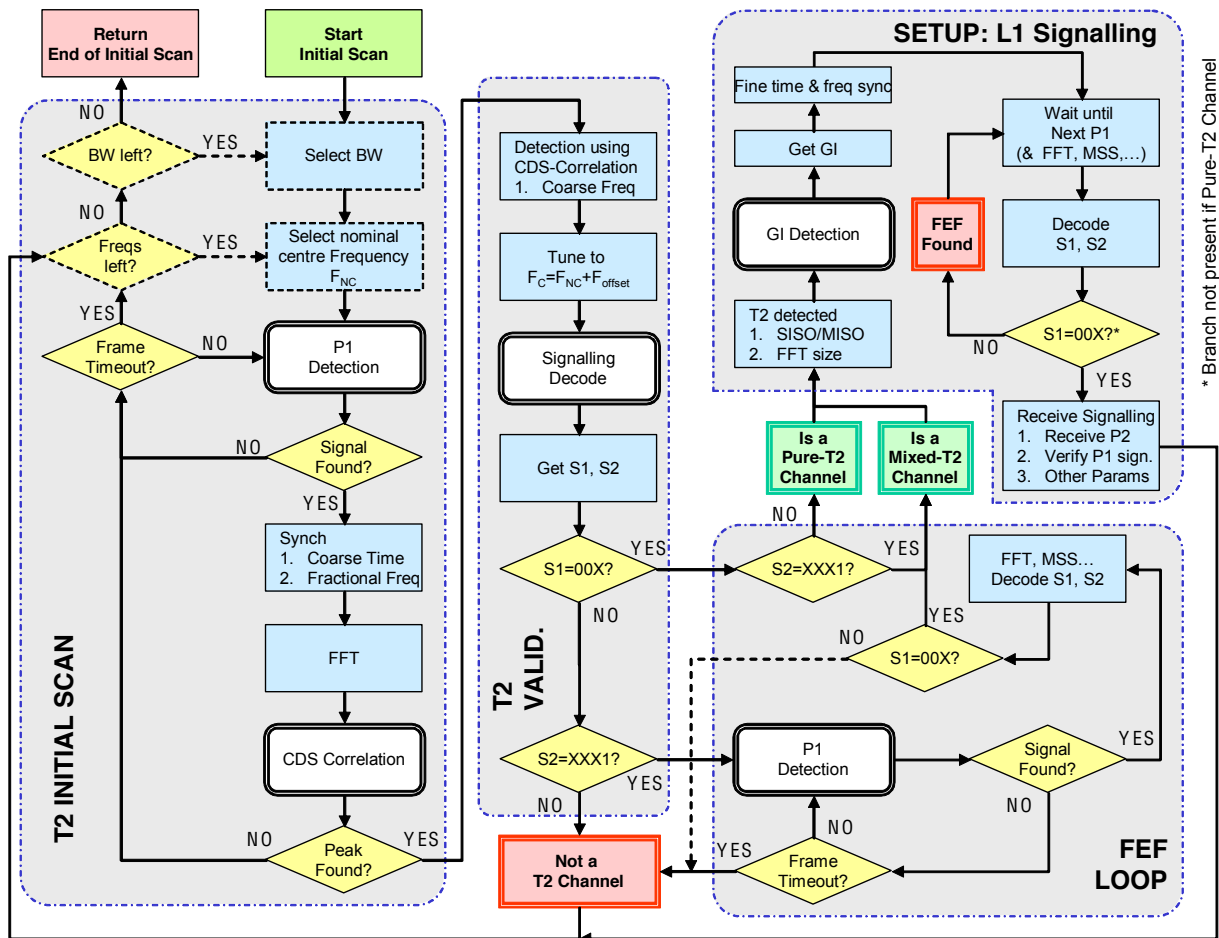 Return
End of Initial Scan
Start
Initial Scan
NO
BW left?
YES
Select BW
NO
Freqs
left?
YES
Select nominal
centre Frequency
FNC
YES
Frame
Timeout?
NO
P1
Detection
NO
Signal
Found?
YES
Synch
1. Coarse Time
2. Fractional Freq
FFT
CDS Correlation
NO
Peak
Found?
YES
T2 INITIAL SCAN
Detection using
CDS-Correlation
1. Coarse Freq
Tune to
FC=FNC+Foffset
Signalling
Decode
Get S1, S2
S1=00X?
YES
NO
T2
VALID.
S2=XXX1?
YES
NO
Not a
T2 Channel
SETUP: L1 Signalling
Fine time & freq sync
Get GI
GI Detection
T2 detected
1. SISO/MISO
2. FFT size
Wait until
Next P1
(& FFT, MSS,...)
FEF
Found
Decode
S1, S2
S1=00X?*
NO
YES
Receive Signalling
1. Receive P2
2. Verify P1 sign.
3. Other Params
* Branch not present if Pure-T2 Channel
Is a
Pure-T2
Channel
Is a
Mixed-T2
Channel
NO
S2=XXX1?
YES
FFT, MSS...
Decode S1, S2
YES
NO
S1=00X?
P1
Detection
Signal
Found?
YES
NO
NO
YES
Frame
Timeout?
FEF
LOOP